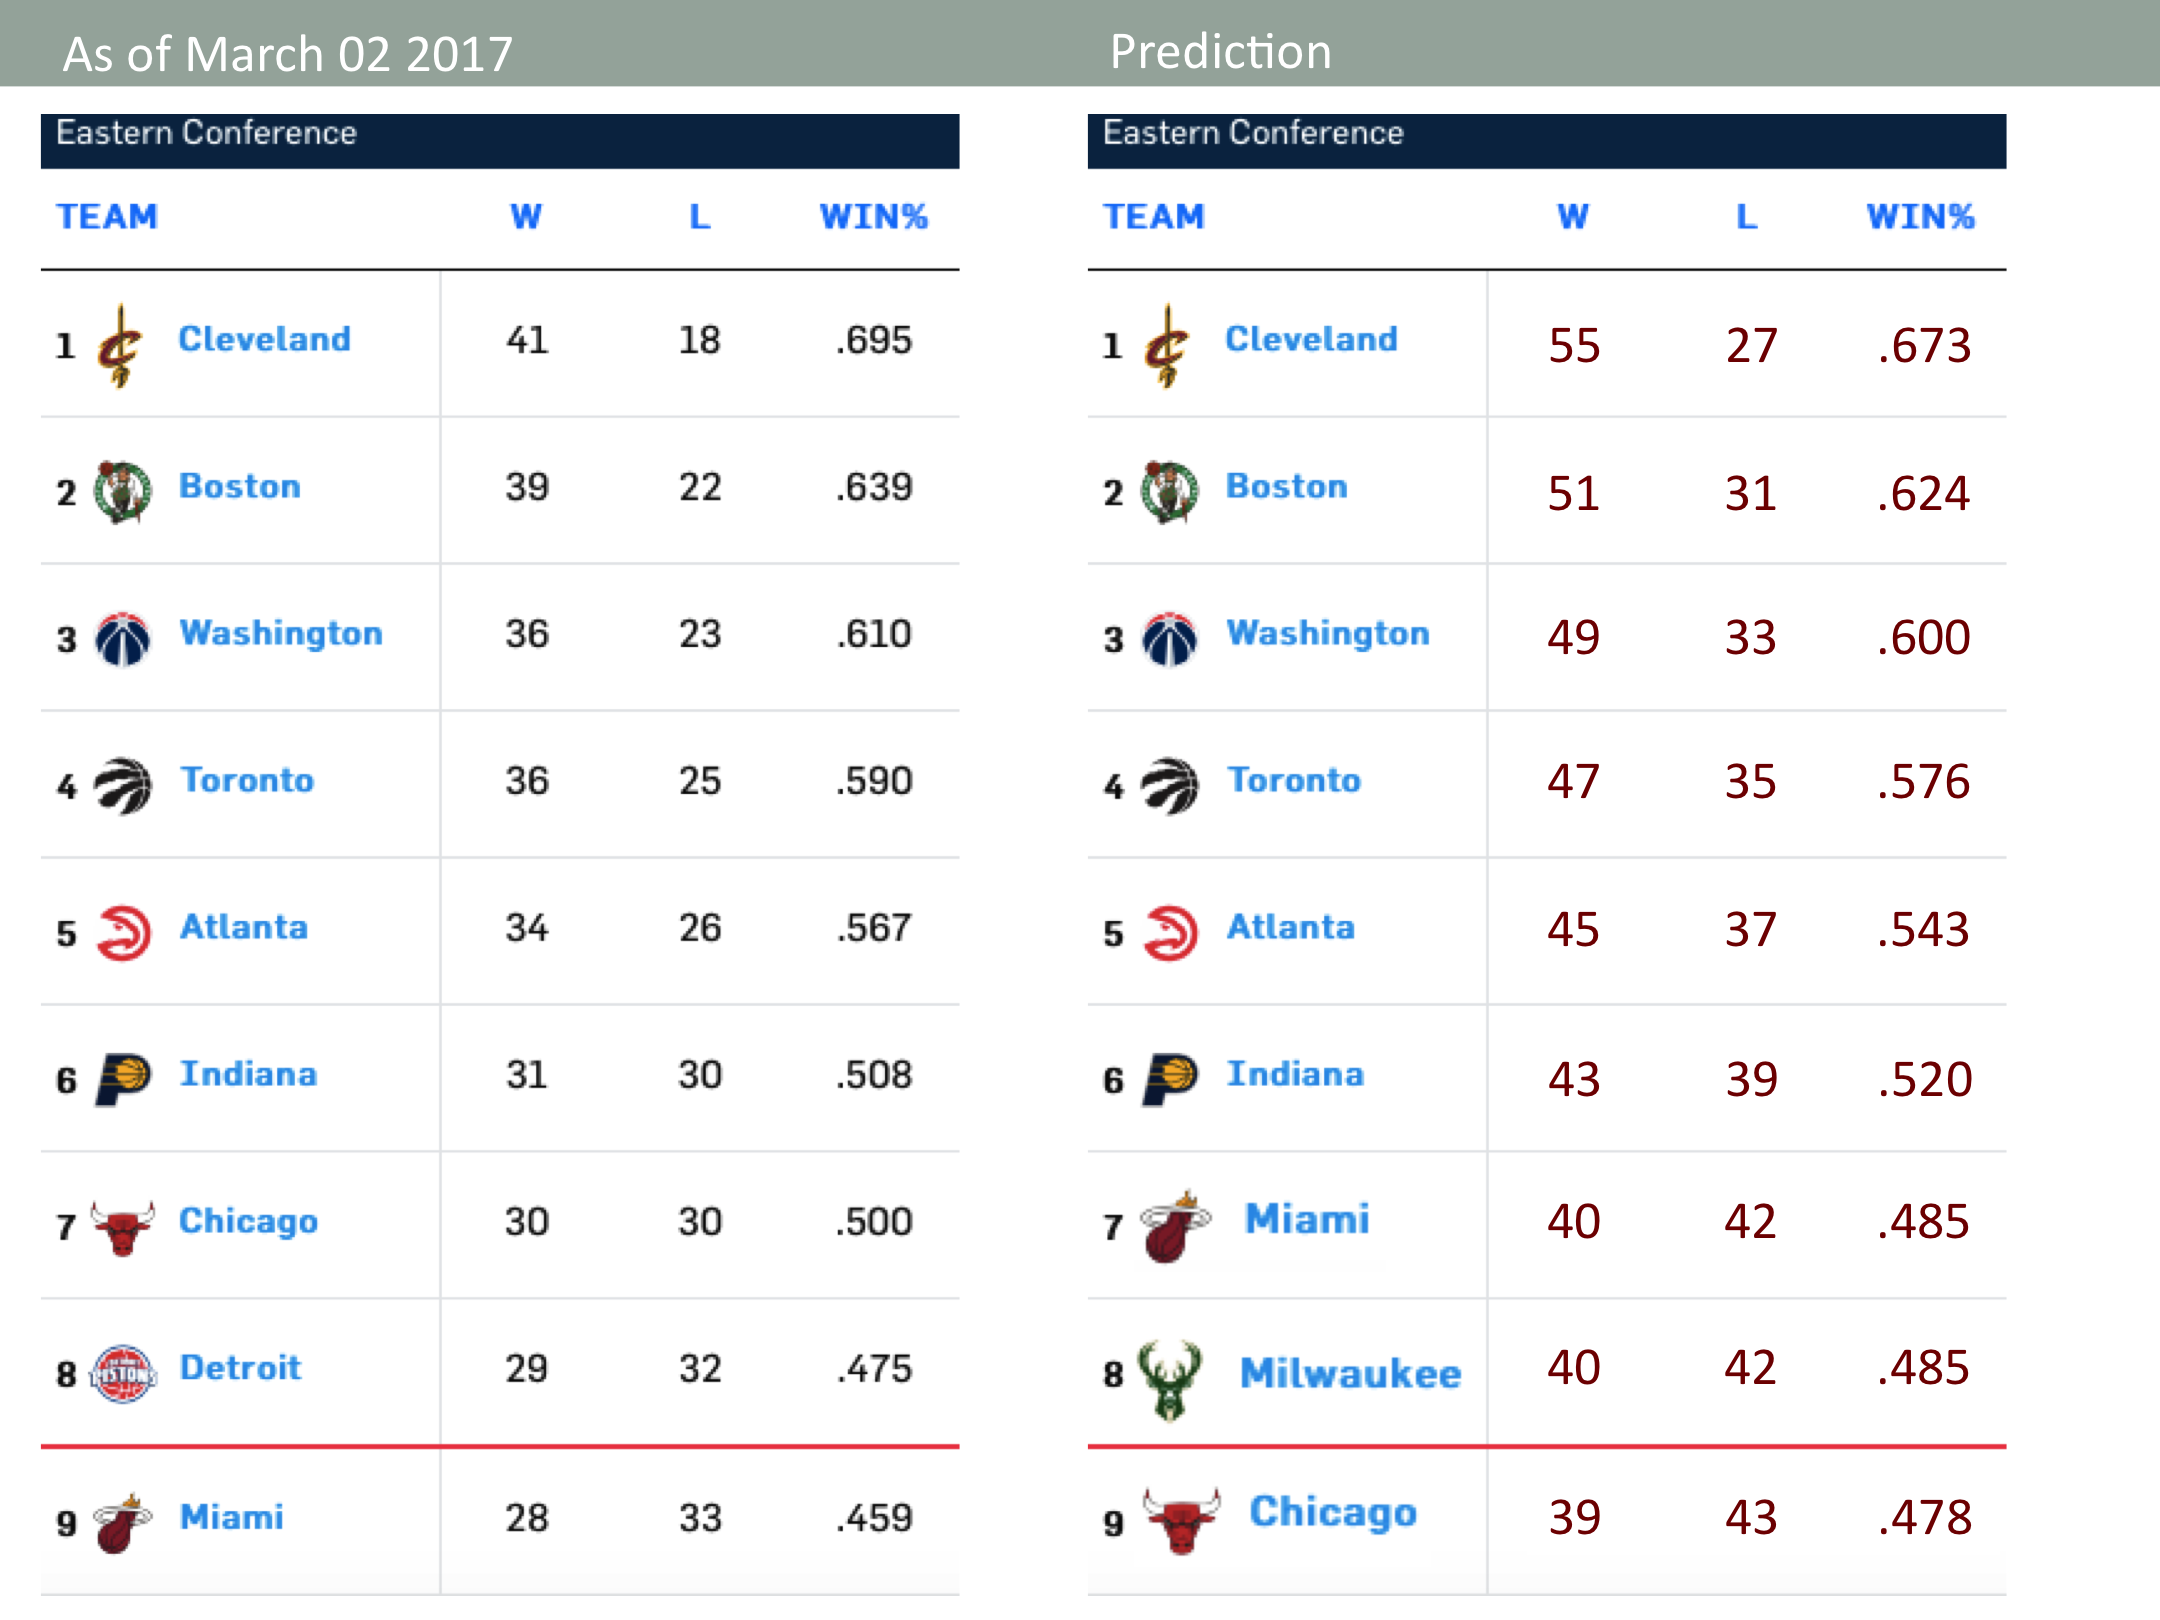 As of March 02 2017
Prediction
Eastern Conference
TEAM W L WIN%
1 Cleveland 41 18 .695
2 Boston 39 22 .639
3 Washington 36 23 .610
4 Toronto 36 25 .590
5 Atlanta 34 26 .567
6 Indiana 31 30 .508
7 Chicago 30 30 .500
8 PISTONS Detroit 29 32 .475
9 Miami 28 33 .459
Eastern Conference
TEAM W L WIN%
1 Cleveland 55 27 .673
2 Boston 51 31 .624
3 Washington 49 33 .600
4 Toronto 47 35 .576
5 Atlanta 45 37 .543
6 Indiana 43 39 .520
7 Miami 40 42 .485
8 Milwaukee 40 42 .485
9 Chicago 39 43 .478